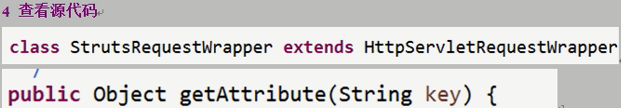 4 查看源代码
class StrutsRequestWrapper extends HttpServletRequestWrapper
public Object getAttribute(String key) {